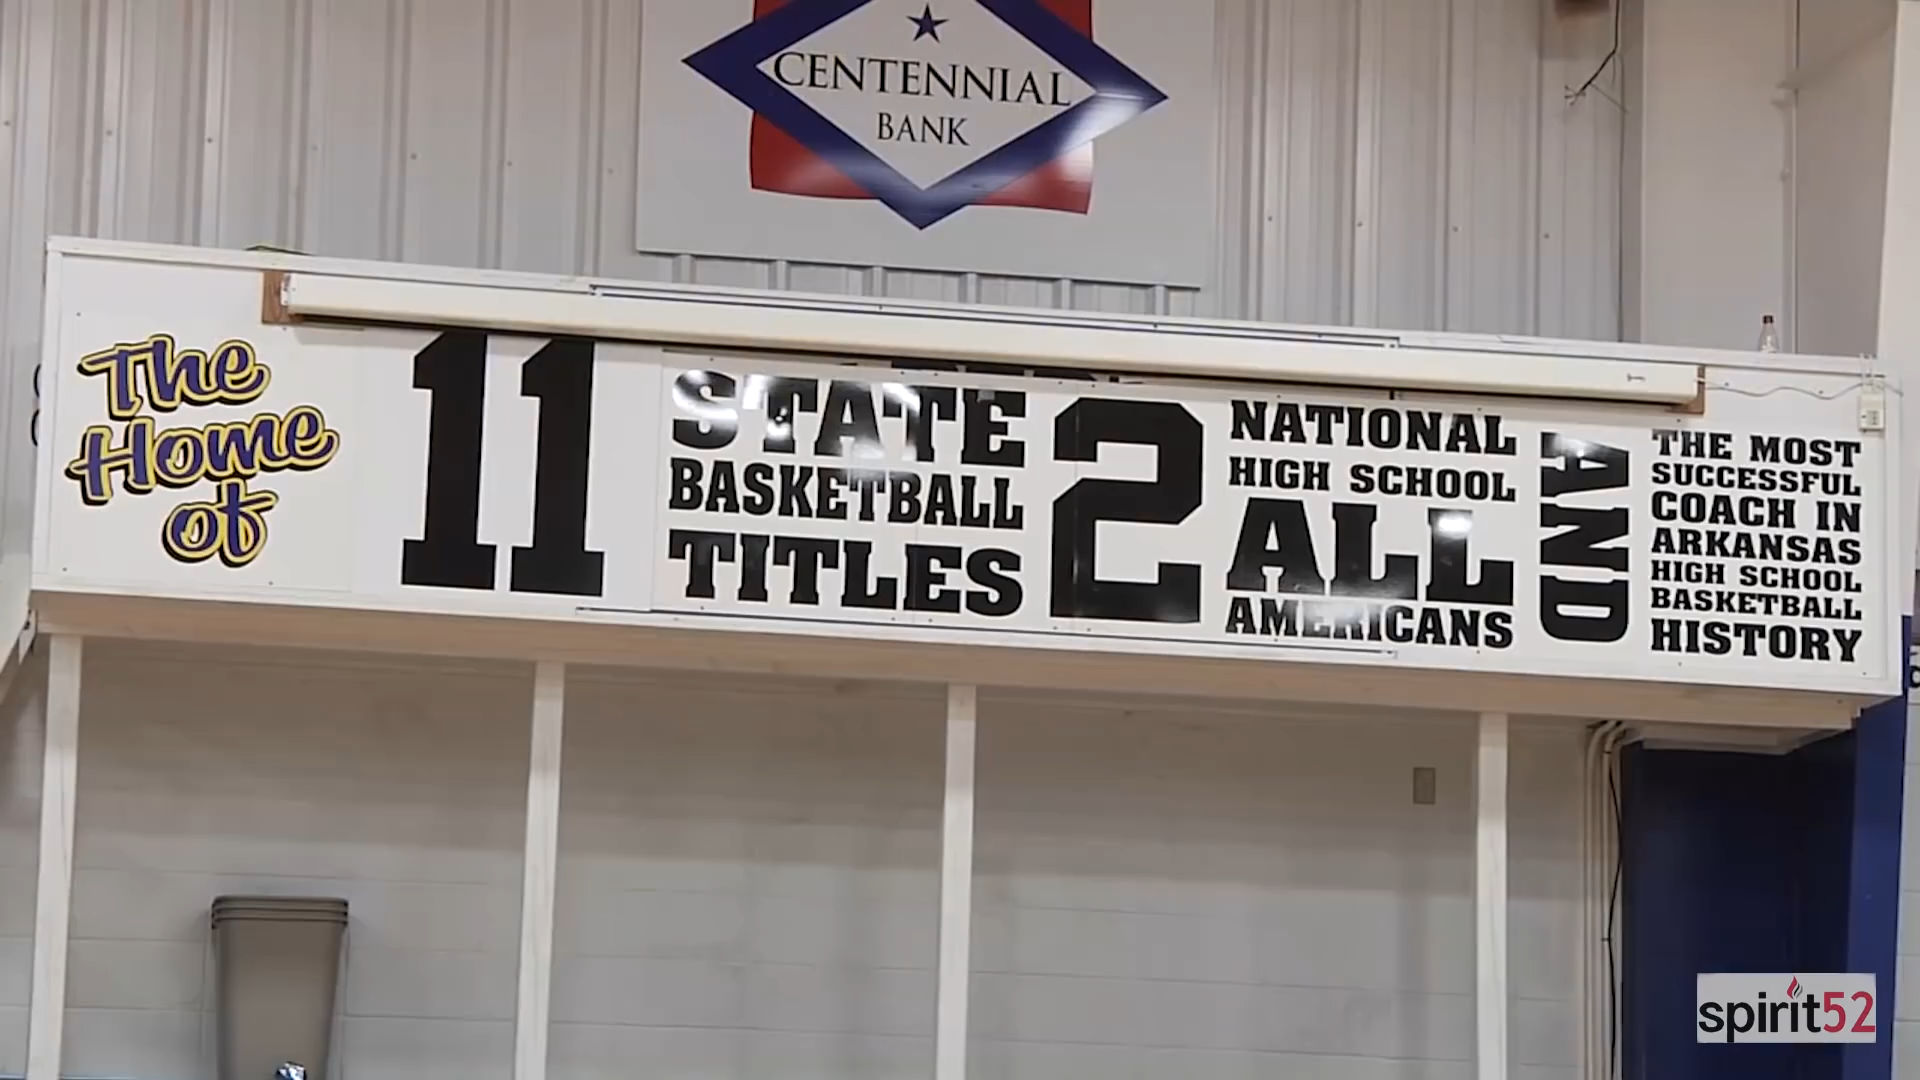 CENTENNIAL
BANK
The
Home
of
11
STATE
BASKETBALL
TITLES
2
NATIONAL
HIGH SCHOOL
ALL
AMERICANS
AND
THE MOST
SUCCESSFUL
COACH IN
ARKANSAS
HIGH SCHOOL
BASKETBALL
HISTORY
spirit52